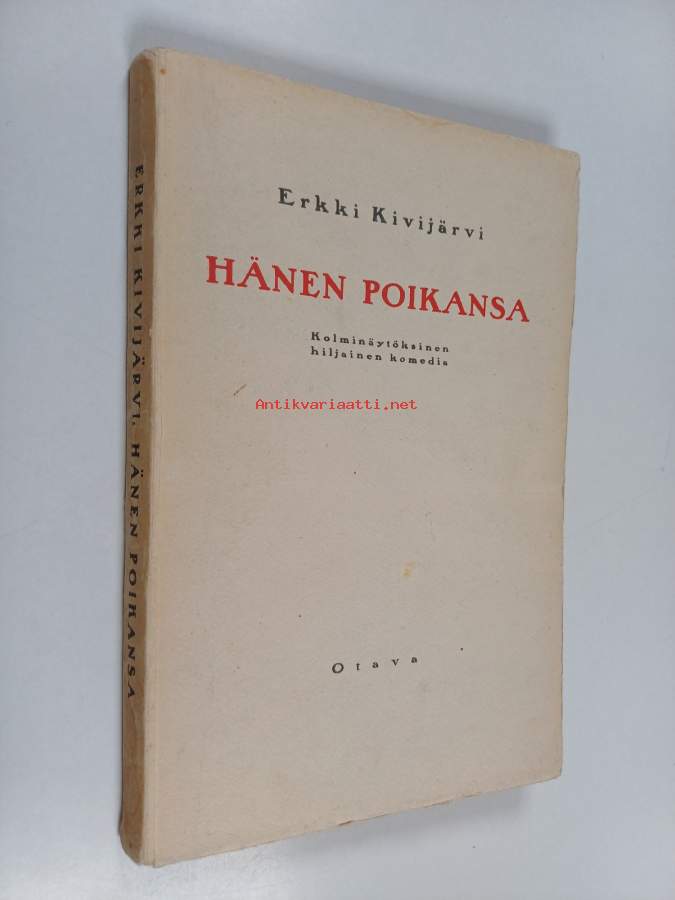 ERKKI KIVIJÄRVI: HÄNEN POIKANSA
Erkki Kivijärvi
HÄNEN POIKANSA
Kolminäytöksinen
hiljainen komedia
Antikvariaatti.net
Otava